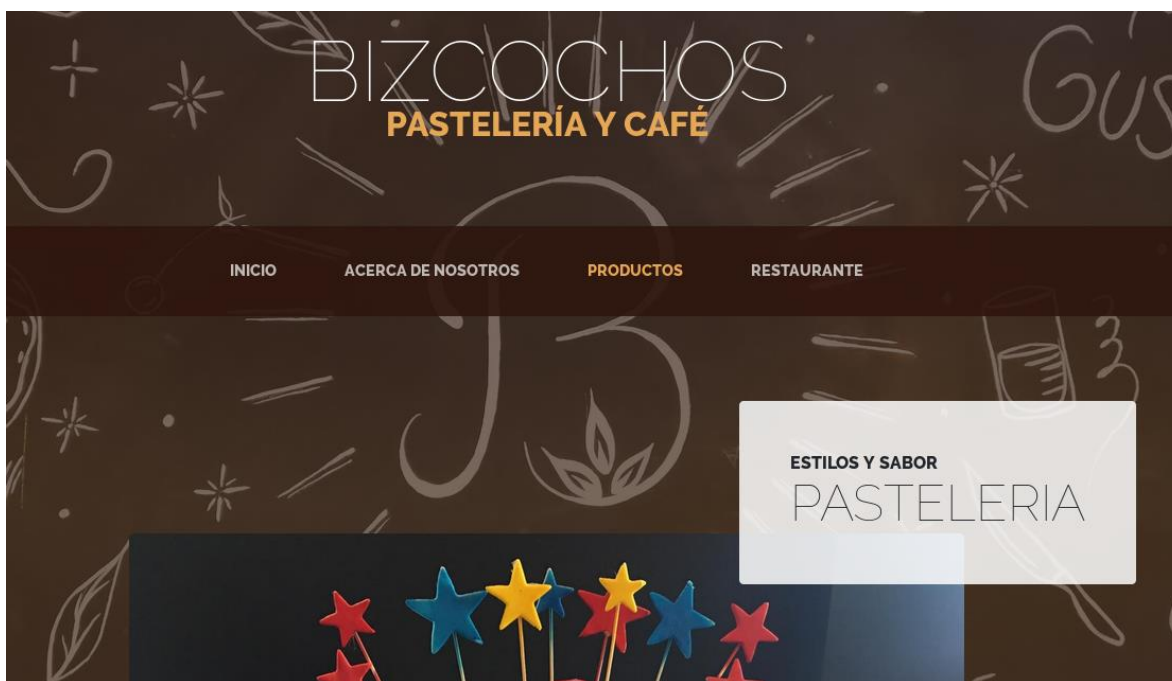 BIZCOCHOS
PASTELERÍA Y CAFÉ
INICIO ACERCA DE NOSOTROS PRODUCTOS RESTAURANTE
B
ESTILOS Y SABOR
PASTELERIA